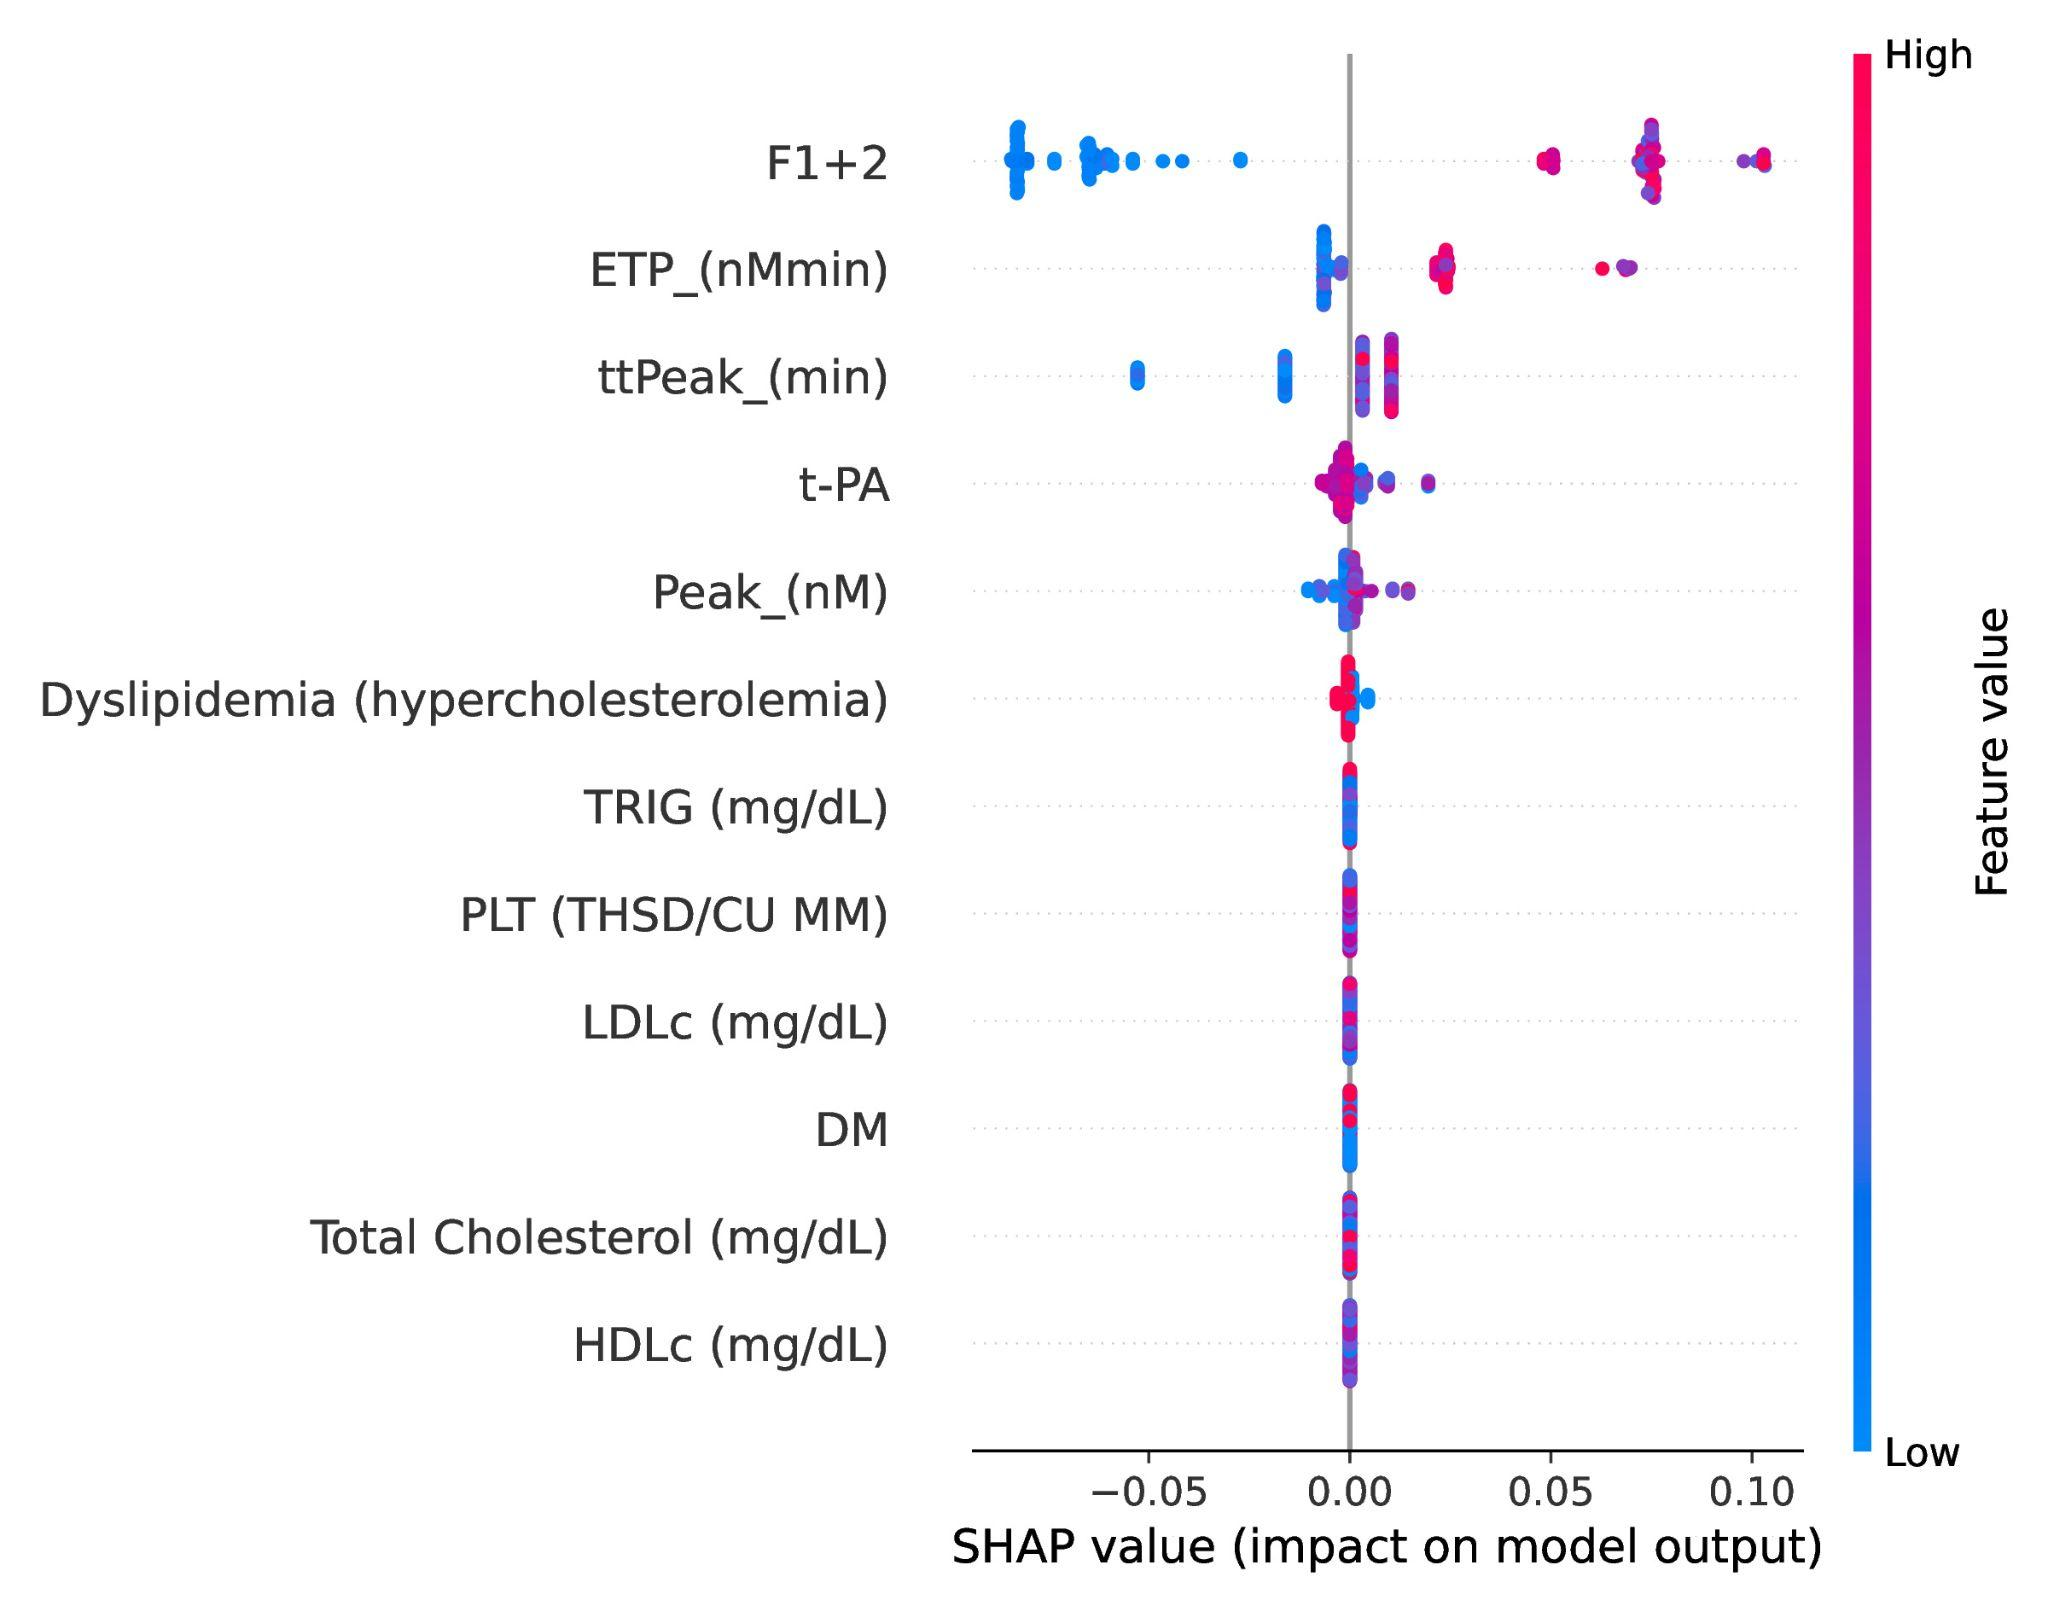 High
F1+2
ETP_(nMmin)
ttPeak_(min)
t-PA
Peak_(nM)
Dyslipidemia (hypercholesterolemia)
TRIG (mg/dL)
PLT (THSD/CU MM)
LDLc (mg/dL)
DM
Total Cholesterol (mg/dL)
HDLc (mg/dL)
Feature value
Low
−0.05 0.00 0.05 0.10
SHAP value (impact on model output)